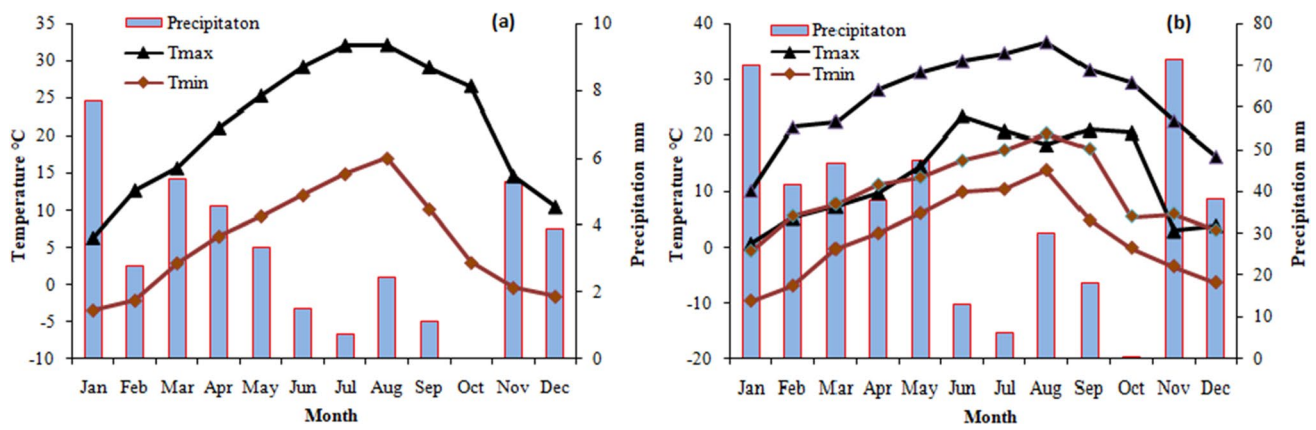 (a)
Precipitaton
Tmax
Tmin
35
30
25
20
15
10
5
0
-5
-10
Temperature °C
10
8
6
4
2
0
Precipitation mm
Jan Feb Mar Apr May Jun Jul Aug Sep Oct Nov Dec
Month
(b)
Precipitaton
Tmax
Tmin
40
30
20
10
0
-10
-20
Temperature °C
80
70
60
50
40
30
20
10
0
Precipitation mm
Jan Feb Mar Apr May Jun Jul Aug Sep Oct Nov Dec
Month